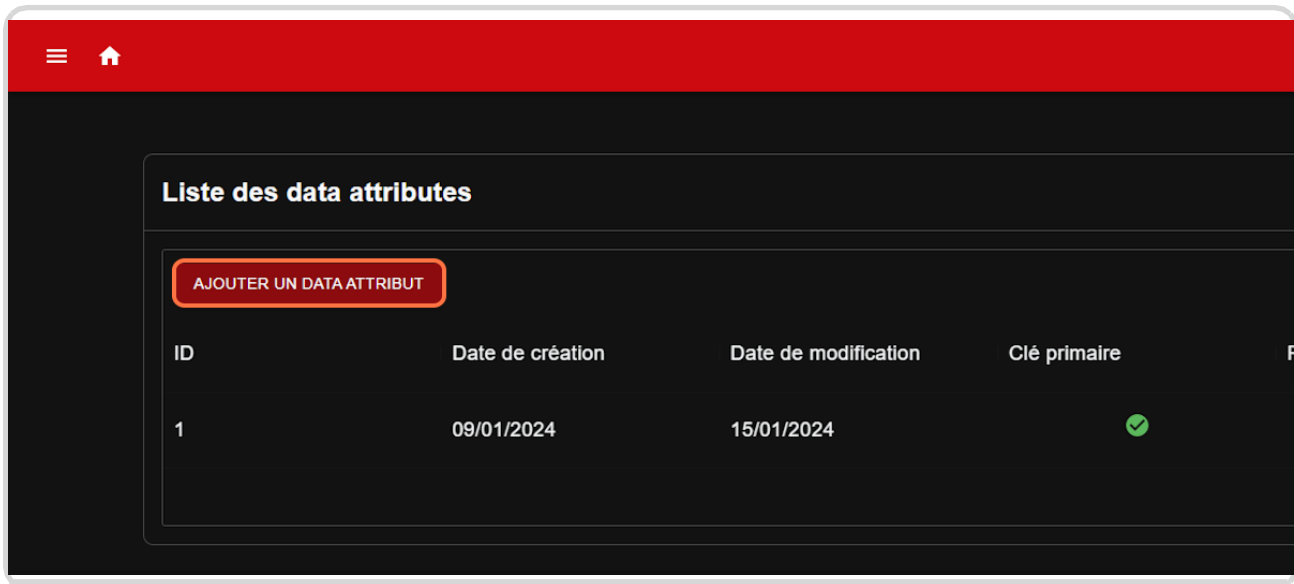 Liste des data attributes
AJOUTER UN DATA ATTRIBUT
ID Date de création Date de modification Clé primaire
1 09/01/2024 15/01/2024